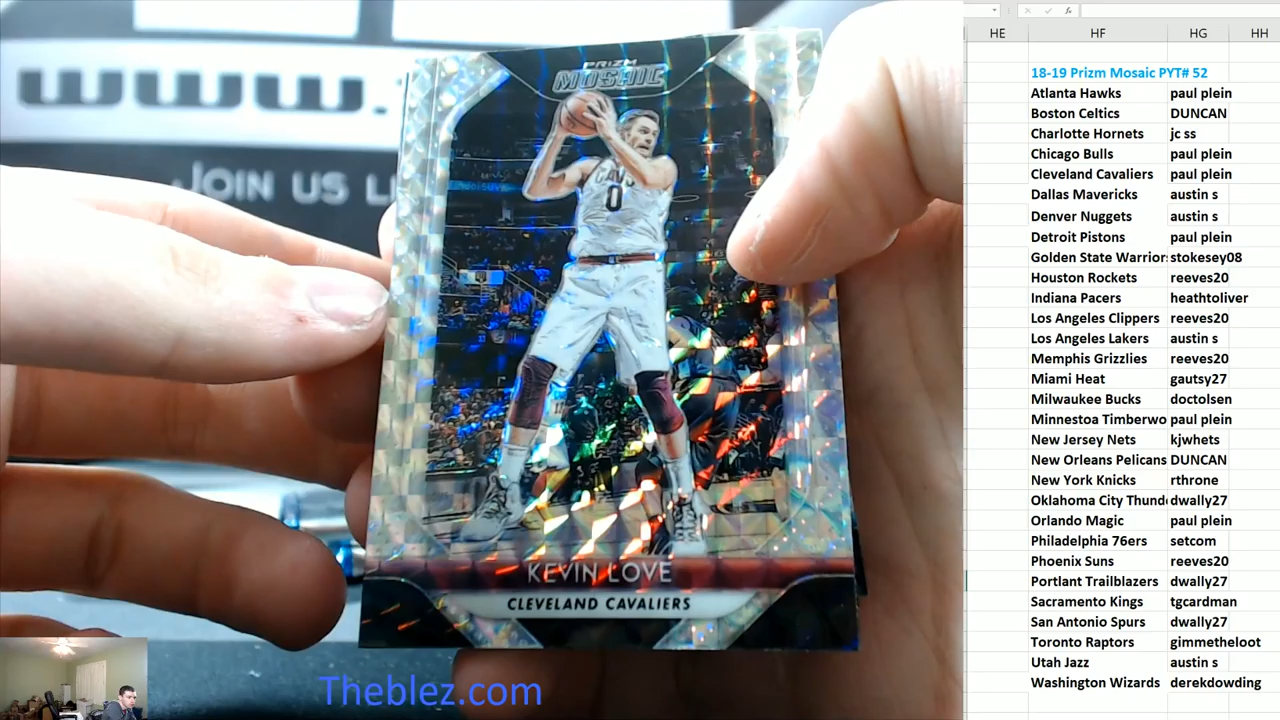 www.
JOIN US LI
PRIZM
MOSAIC
CAVS
0
KEVIN LOVE
CLEVELAND CAVALIERS
Theblez.com
HE HF HG HH
18-19 Prizm Mosaic PYT# 52
Atlanta Hawks paul plein
Boston Celtics DUNCAN
Charlotte Hornets jc ss
Chicago Bulls paul plein
Cleveland Cavaliers paul plein
Dallas Mavericks austin s
Denver Nuggets austin s
Detroit Pistons paul plein
Golden State Warriors stokesey08
Houston Rockets reeves20
Indiana Pacers heathtoliver
Los Angeles Clippers reeves20
Los Angeles Lakers austin s
Memphis Grizzlies reeves20
Miami Heat gautsy27
Milwaukee Bucks doctolsen
Minnestoa Timberwo paul plein
New Jersey Nets kjwhets
New Orleans Pelicans DUNCAN
New York Knicks rthrone
Oklahoma City Thund dwally27
Orlando Magic paul plein
Philadelphia 76ers setcom
Phoenix Suns reeves20
Portlant Trailblazers dwally27
Sacramento Kings tgcardman
San Antonio Spurs dwally27
Toronto Raptors gimmetheloot
Utah Jazz austin s
Washington Wizards derekdowding